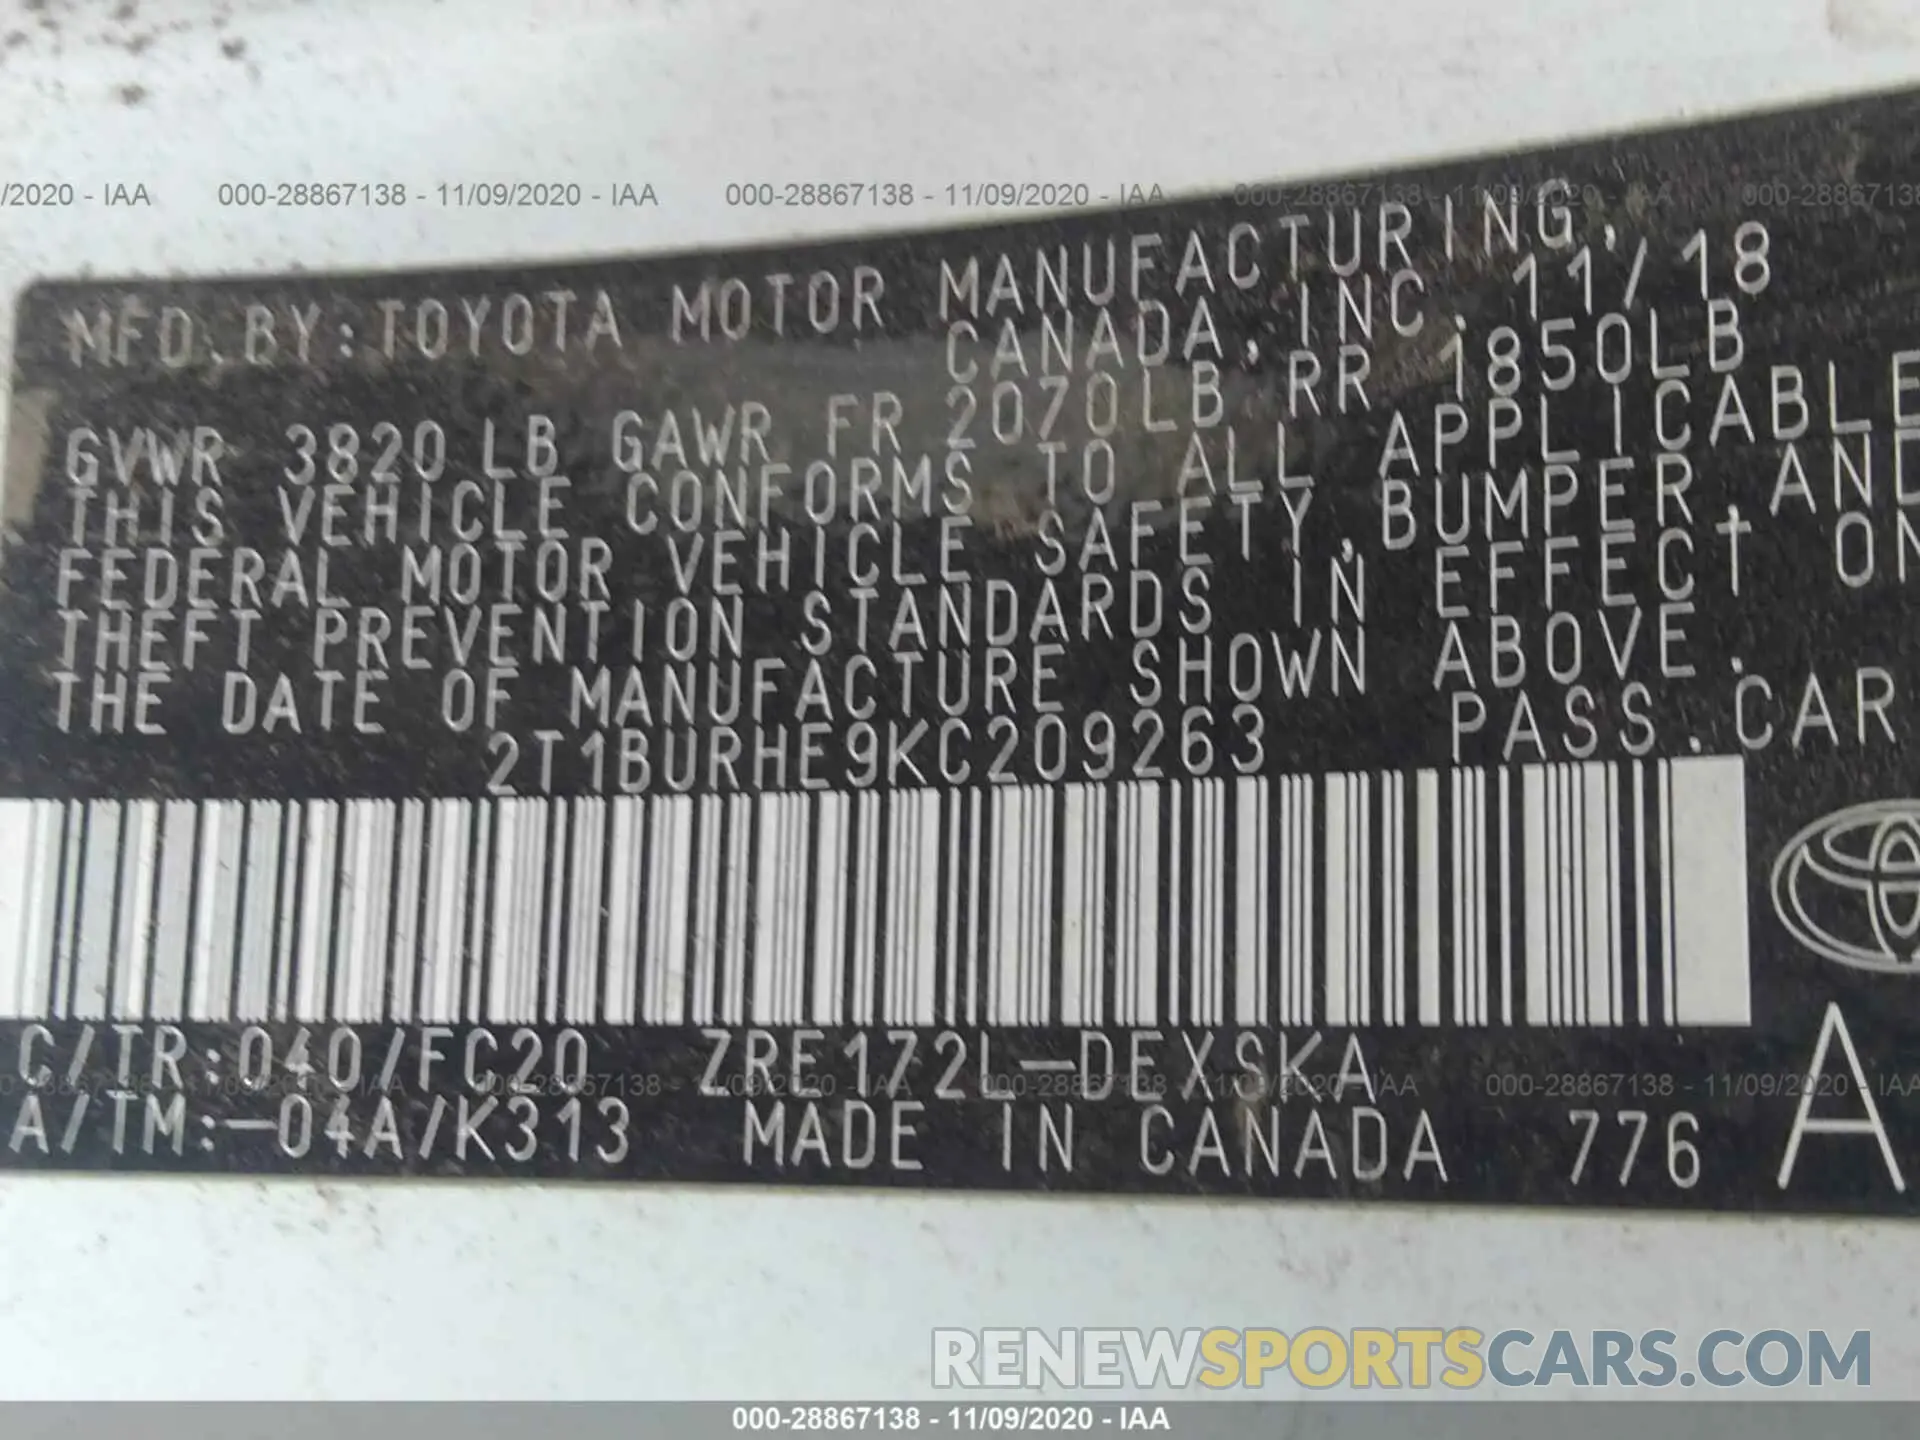 /2020 - IAA 000-28867138 - 11/09/2020 - IAA 000-28867138 - 11/09/2020 - IAA 000-28867138 - 11/09/2020 - IAA 000-28867138
MFD. BY: TOYOTA MOTOR MANUFACTURING,
CANADA, INC. 11/18
GVWR 3820 LB GAWR FR 2070LB RR 1850LB
THIS VEHICLE CONFORMS TO ALL APPLICABLE
FEDERAL MOTOR VEHICLE SAFETY, BUMPER, AND
THEFT PREVENTION STANDARDS IN EFFECT ON
THE DATE OF MANUFACTURE SHOWN ABOVE.
2T1BURHE9KC209263 PASS. CAR
C/TR: 040/FC20 ZRE172L-DEXSKA
/2020 - IAA 000-28867138 - 11/09/2020 - IAA 000-28867138 - 11/09/2020 - IAA 000-28867138 - 11/09/2020 - IAA
A/TM: -04A/K313 MADE IN CANADA 776 A
RENEWSPORTSCARS.COM
000-28867138 - 11/09/2020 - IAA